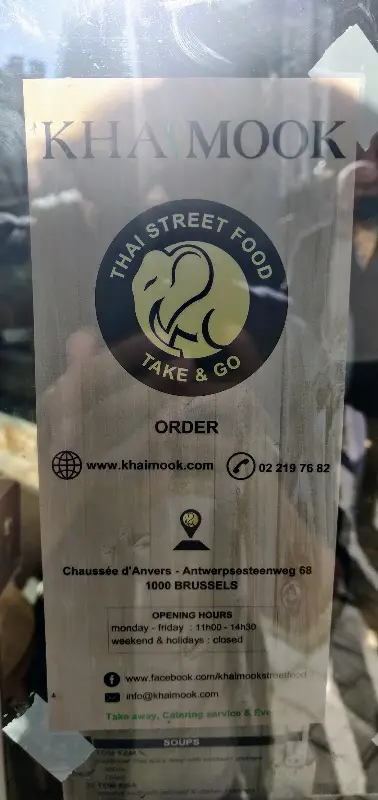 KHAIMOOK
THAI STREET FOOD
TAKE & GO
ORDER
www.khaimook.com
02 219 76 82
Chaussée d'Anvers - Antwerpsesteenweg 68
1000 BRUSSELS
OPENING HOURS
monday - friday : 11h00 - 14h30
weekend & holidays : closed
www.facebook.com/khaimookstreetfood
info@khaimook.com
Take away, Catering service & Eve
SOUPS